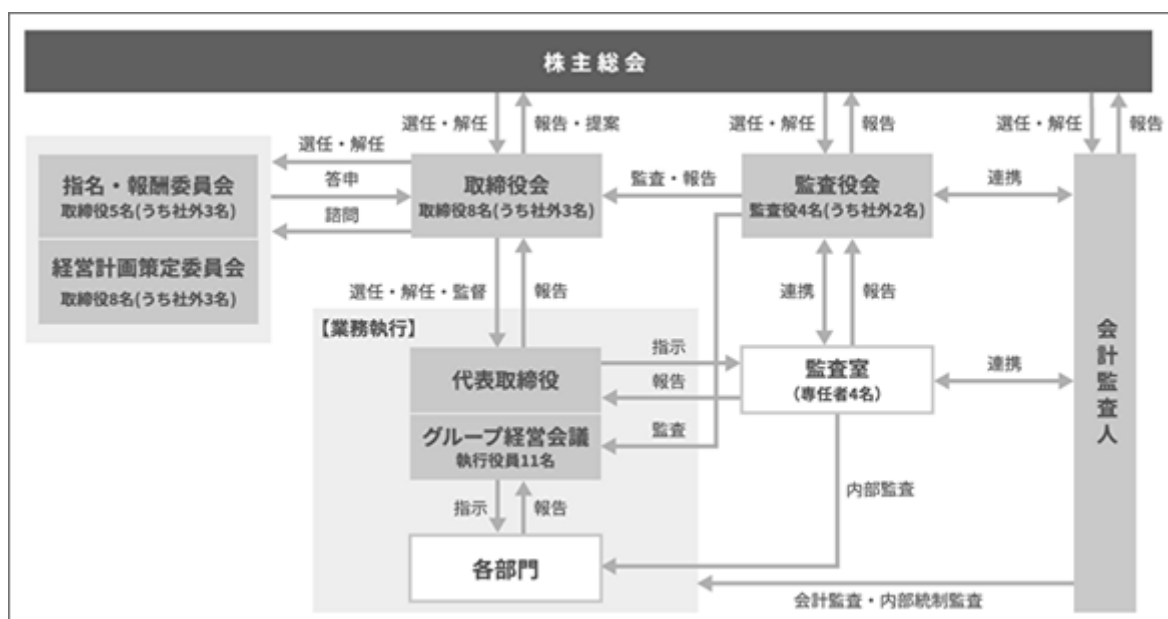 株主総会
選任・解任
報告・提案
選任・解任
報告
選任・解任
報告
選任・解任
答申
諮問
指名・報酬委員会
取締役5名(うち社外3名)
経営計画策定委員会
取締役8名(うち社外3名)
取締役会
取締役8名(うち社外3名)
監査・報告
監査役会
監査役4名(うち社外2名)
連携
選任・解任・監督
報告
連携
報告
【業務執行】
代表取締役
グループ経営会議
執行役員11名
指示
報告
監査
監査室
(専任者4名)
連携
会計監査人
指示
報告
内部監査
各部門
会計監査・内部統制監査